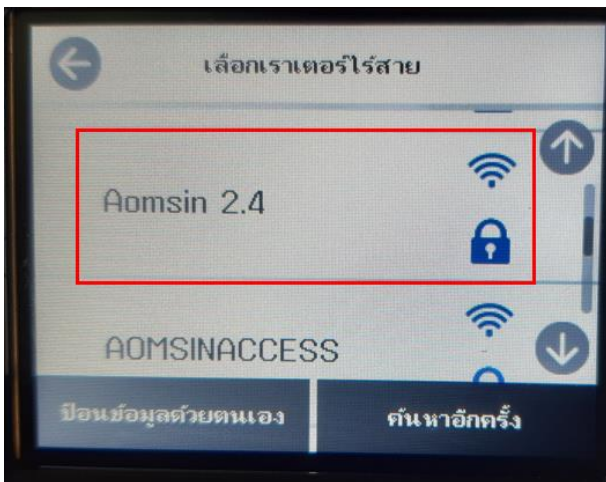 เลือกเราเตอร์ไร้สาย
Aomsin 2.4
AOMSINACCESS
ป้อนข้อมูลด้วยตนเอง
ค้นหาอีกครั้ง